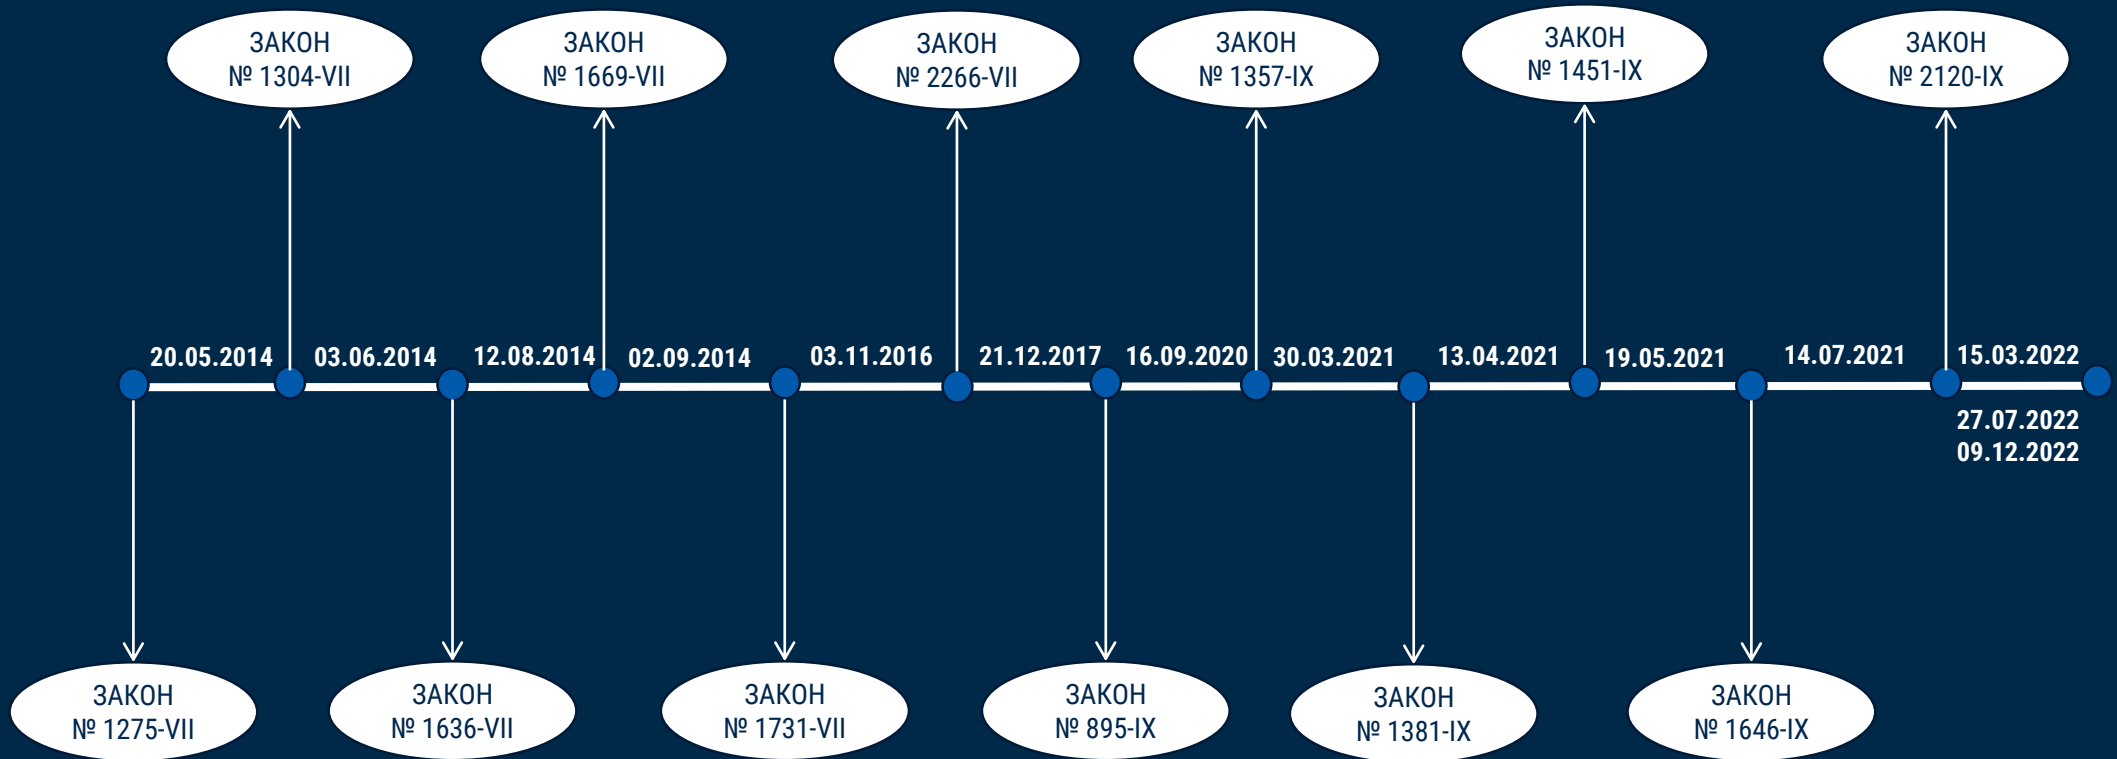 ЗАКОН
№ 1304-VII
ЗАКОН
№ 1669-VII
ЗАКОН
№ 2266-VII
ЗАКОН
№ 1357-IX
ЗАКОН
№ 1451-IX
ЗАКОН
№ 2120-IX
20.05.2014
03.06.2014
12.08.2014
02.09.2014
03.11.2016
21.12.2017
16.09.2020
30.03.2021
13.04.2021
19.05.2021
14.07.2021
15.03.2022
27.07.2022
09.12.2022
ЗАКОН
№ 1275-VII
ЗАКОН
№ 1636-VII
ЗАКОН
№ 1731-VII
ЗАКОН
№ 895-IX
ЗАКОН
№ 1381-IX
ЗАКОН
№ 1646-IX